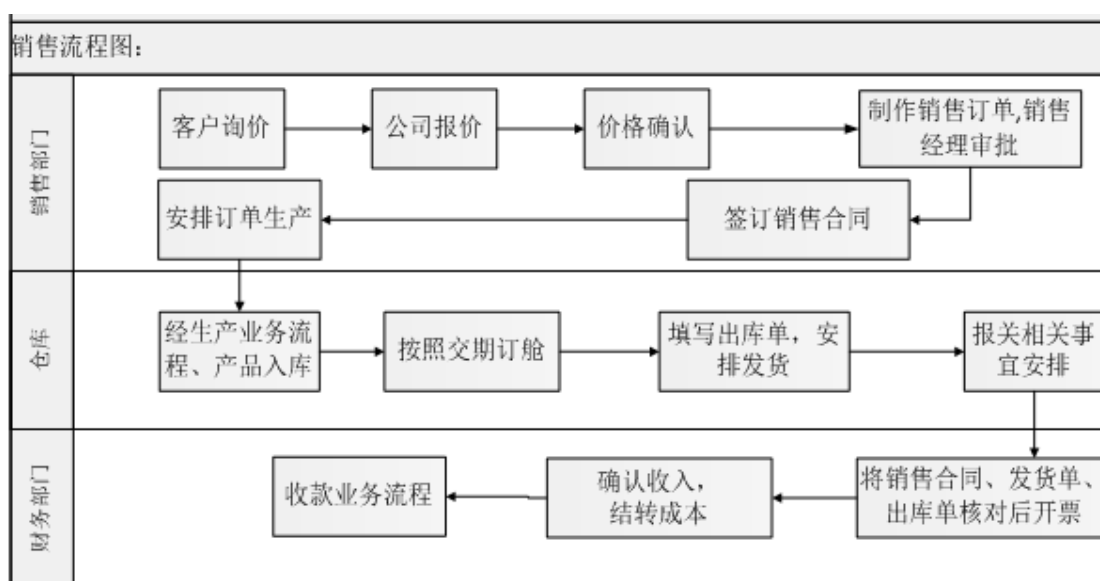 销售流程图：
销售部门
客户询价
公司报价
价格确认
制作销售订单,销售
经理审批
安排订单生产
签订销售合同
仓库
经生产业务流
程、产品入库
按照交期订舱
填写出库单，安
排发货
报关相关事
宜安排
财务部门
收款业务流程
确认收入，
结转成本
将销售合同、发货单、
出库单核对后开票